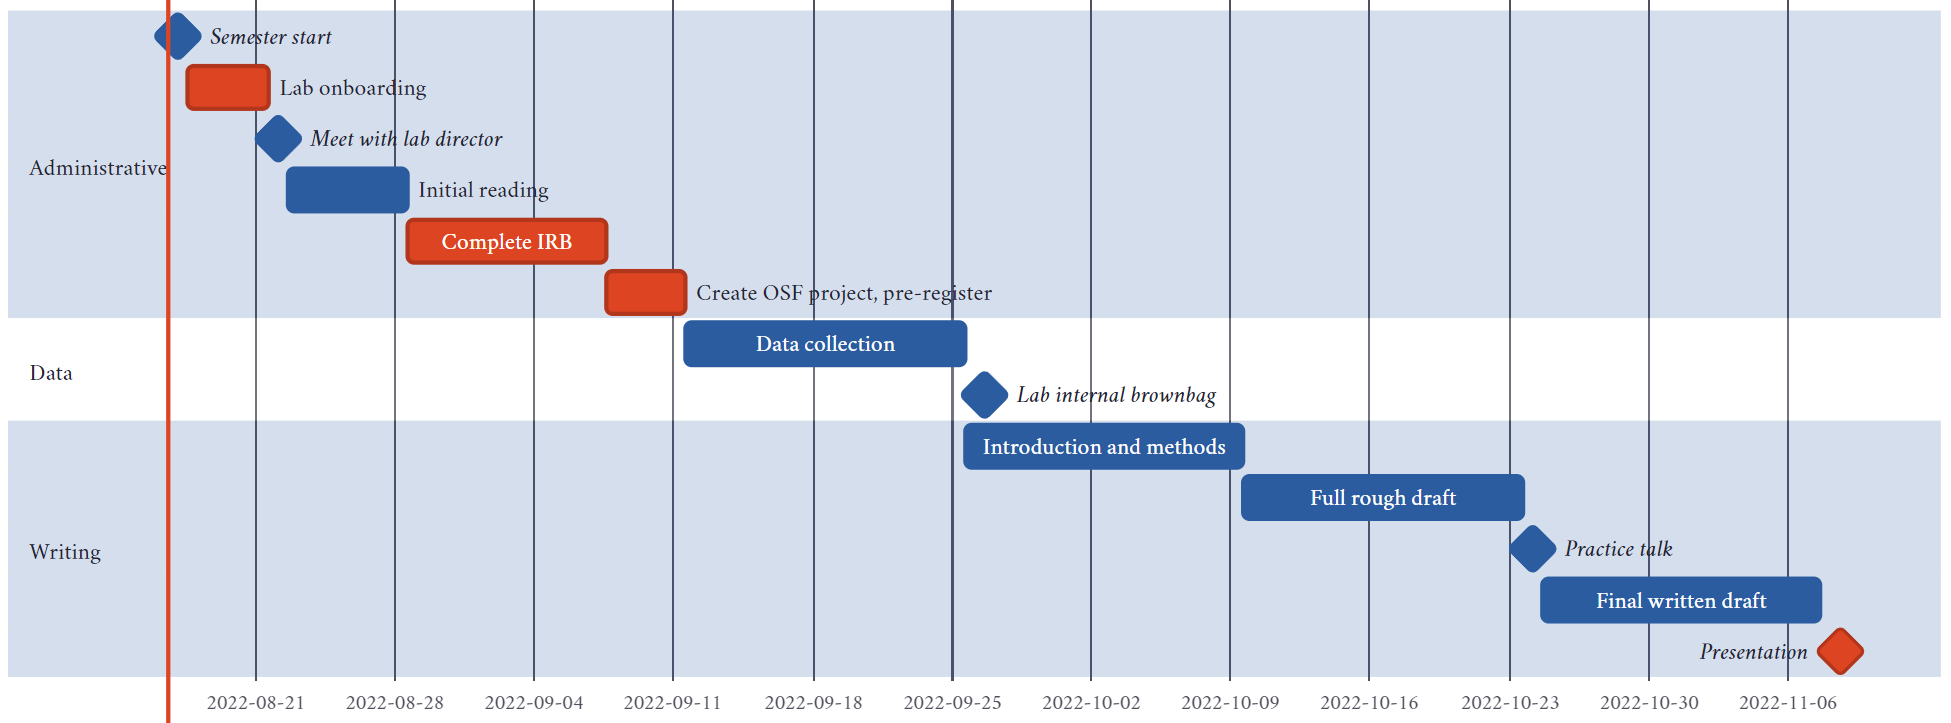 Semester start
Lab onboarding
Meet with lab director
Administrative
Initial reading
Complete IRB
Create OSF project, pre-register
Data collection
Data
Lab internal brownbag
Introduction and methods
Full rough draft
Practice talk
Writing
Final written draft
Presentation
2022-08-21 2022-08-28 2022-09-04 2022-09-11 2022-09-18 2022-09-25 2022-10-02 2022-10-09 2022-10-16 2022-10-23 2022-10-30 2022-11-06